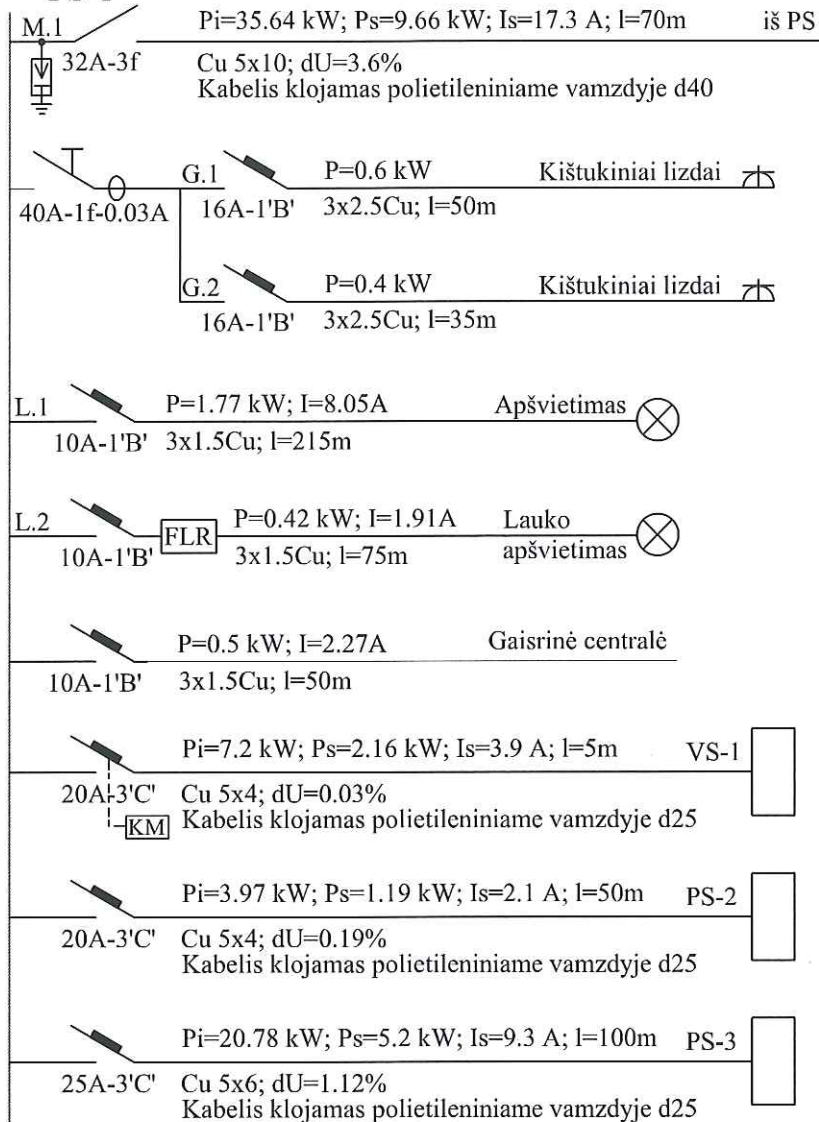 M.1 Pi=35.64 kW; Ps=9.66 kW; Is=17.3 A; l=70m iš PS
32A-3f Cu 5x10; dU=3.6%
Kabelis klojamas polietileniniame vamzdyje d40
G.1 P=0.6 kW Kištukiniai lizdai
40A-1f-0.03A 16A-1'B' 3x2.5Cu; l=50m
G.2 P=0.4 kW Kištukiniai lizdai
16A-1'B' 3x2.5Cu; l=35m
L.1 P=1.77 kW; I=8.05A Apšvietimas
10A-1'B' 3x1.5Cu; l=215m
L.2 FLR P=0.42 kW; I=1.91A Lauko
10A-1'B' 3x1.5Cu; l=75m apšvietimas
P=0.5 kW; I=2.27A Gaisrinė centralė
10A-1'B' 3x1.5Cu; l=50m
Pi=7.2 kW; Ps=2.16 kW; Is=3.9 A; l=5m VS-1
20A-3'C' Cu 5x4; dU=0.03%
KM Kabelis klojamas polietileniniame vamzdyje d25
Pi=3.97 kW; Ps=1.19 kW; Is=2.1 A; l=50m PS-2
20A-3'C' Cu 5x4; dU=0.19%
Kabelis klojamas polietileniniame vamzdyje d25
Pi=20.78 kW; Ps=5.2 kW; Is=9.3 A; l=100m PS-3
25A-3'C' Cu 5x6; dU=1.12%
Kabelis klojamas polietileniniame vamzdyje d25